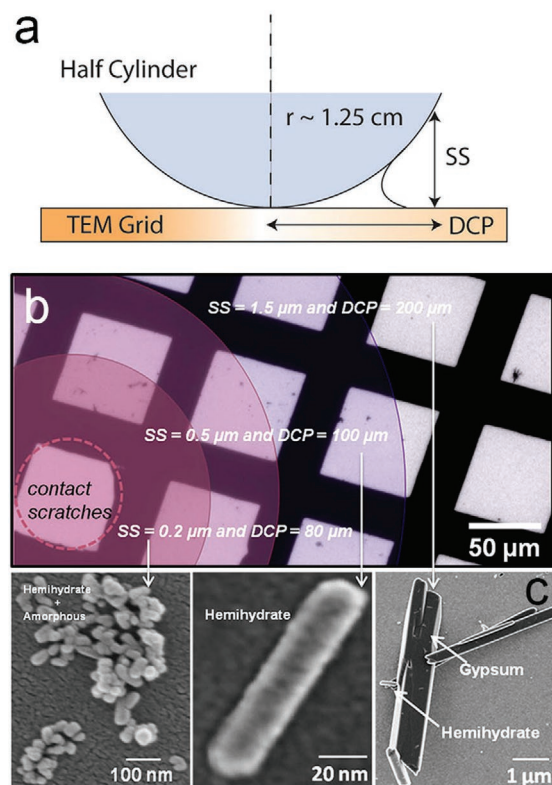 a
Half Cylinder
r ~ 1.25 cm
SS
TEM Grid
DCP
b
SS = 1.5 µm and DCP = 200 µm
SS = 0.5 µm and DCP = 100 µm
contact
scratches
SS = 0.2 µm and DCP = 80 µm
50 µm
Hemihydrate
+
Amorphous
100 nm
Hemihydrate
20 nm
C
Gypsum
Hemihydrate
1 µm